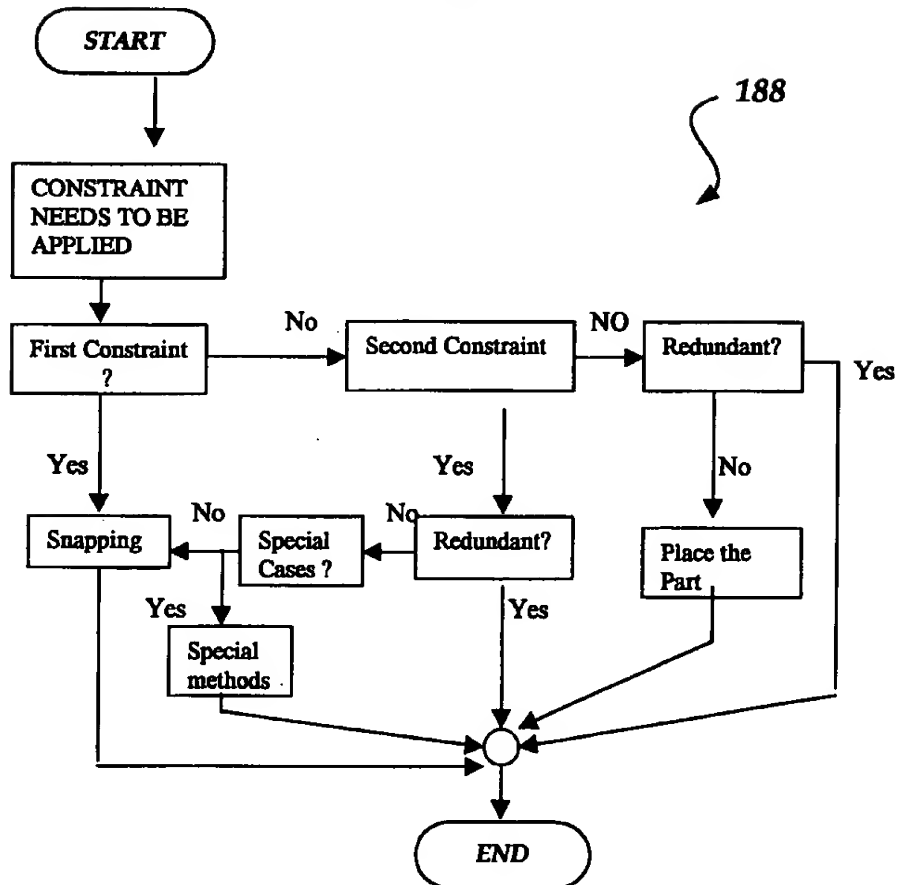 START
188
CONSTRAINT
NEEDS TO BE
APPLIED
No
NO
First Constraint
?
Second Constraint
Redundant?
Yes
Yes
Yes
No
No
No
Snapping
Special
Cases ?
Redundant?
Place the
Part
Yes
Yes
Special
methods
END